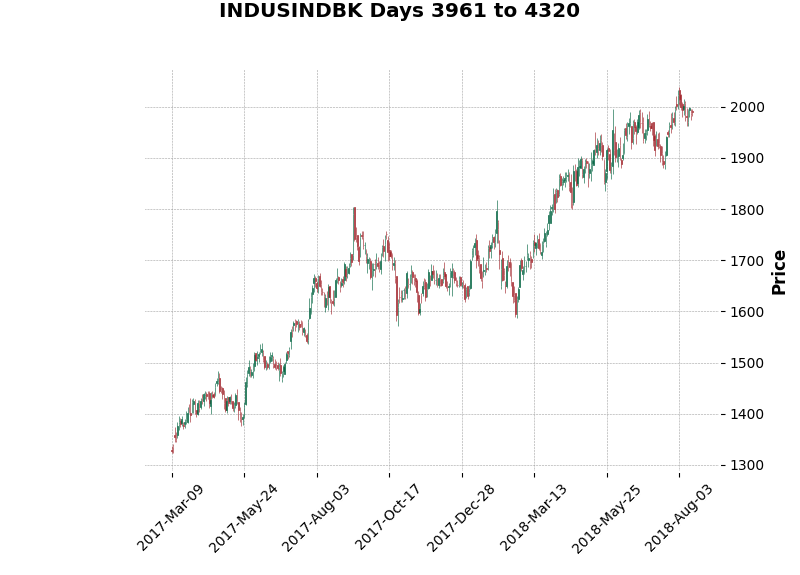 INDUSINDBK Days 3961 to 4320
2000
1900
1800
1700
1600
1500
1400
1300
Price
2017-Mar-09
2017-May-24
2017-Aug-03
2017-Oct-17
2017-Dec-28
2018-Mar-13
2018-May-25
2018-Aug-03